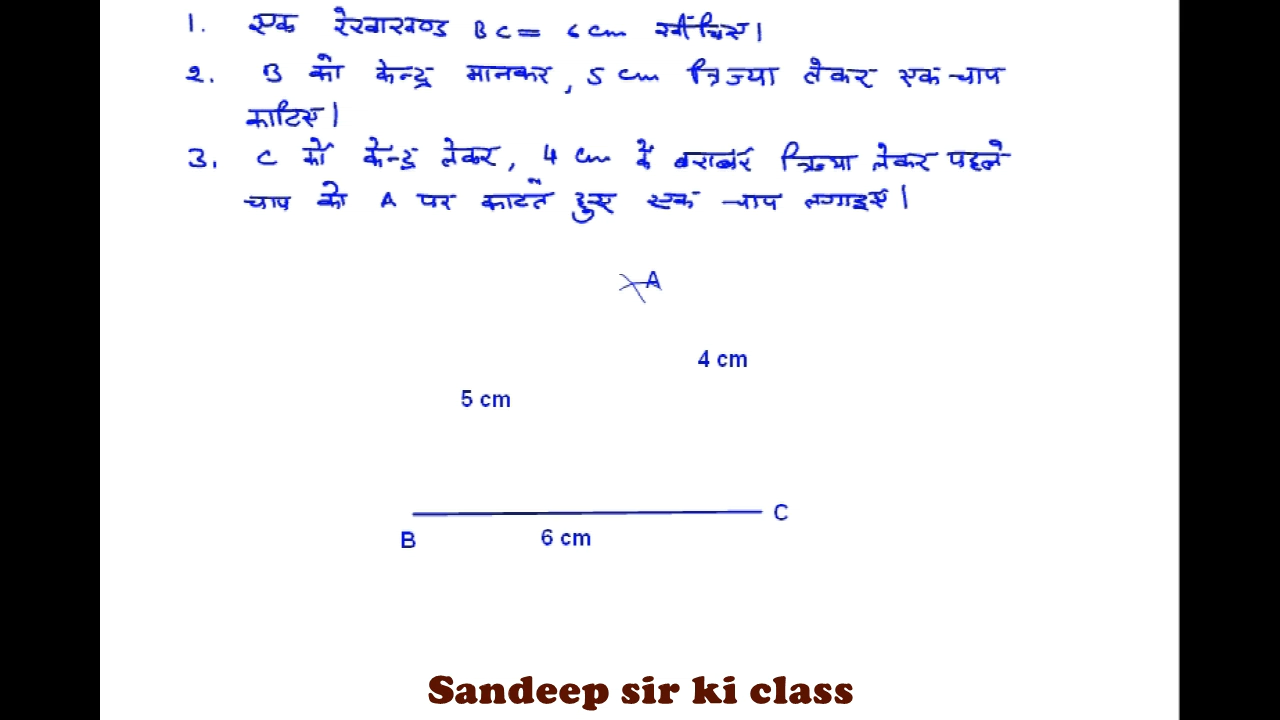 1. एक रेखाखण्ड BC = 6 cm खींचिए।
2. B को केन्द्र मानकर, 5 cm त्रिज्या लेकर एक चाप
काटिए।
3. C को केन्द्र लेकर, 4 cm के बराबर त्रिज्या लेकर पहले
चाप को A पर काटते हुए एक चाप लगाइए।
A
4 cm
5 cm
C
B 6 cm
Sandeep sir ki class